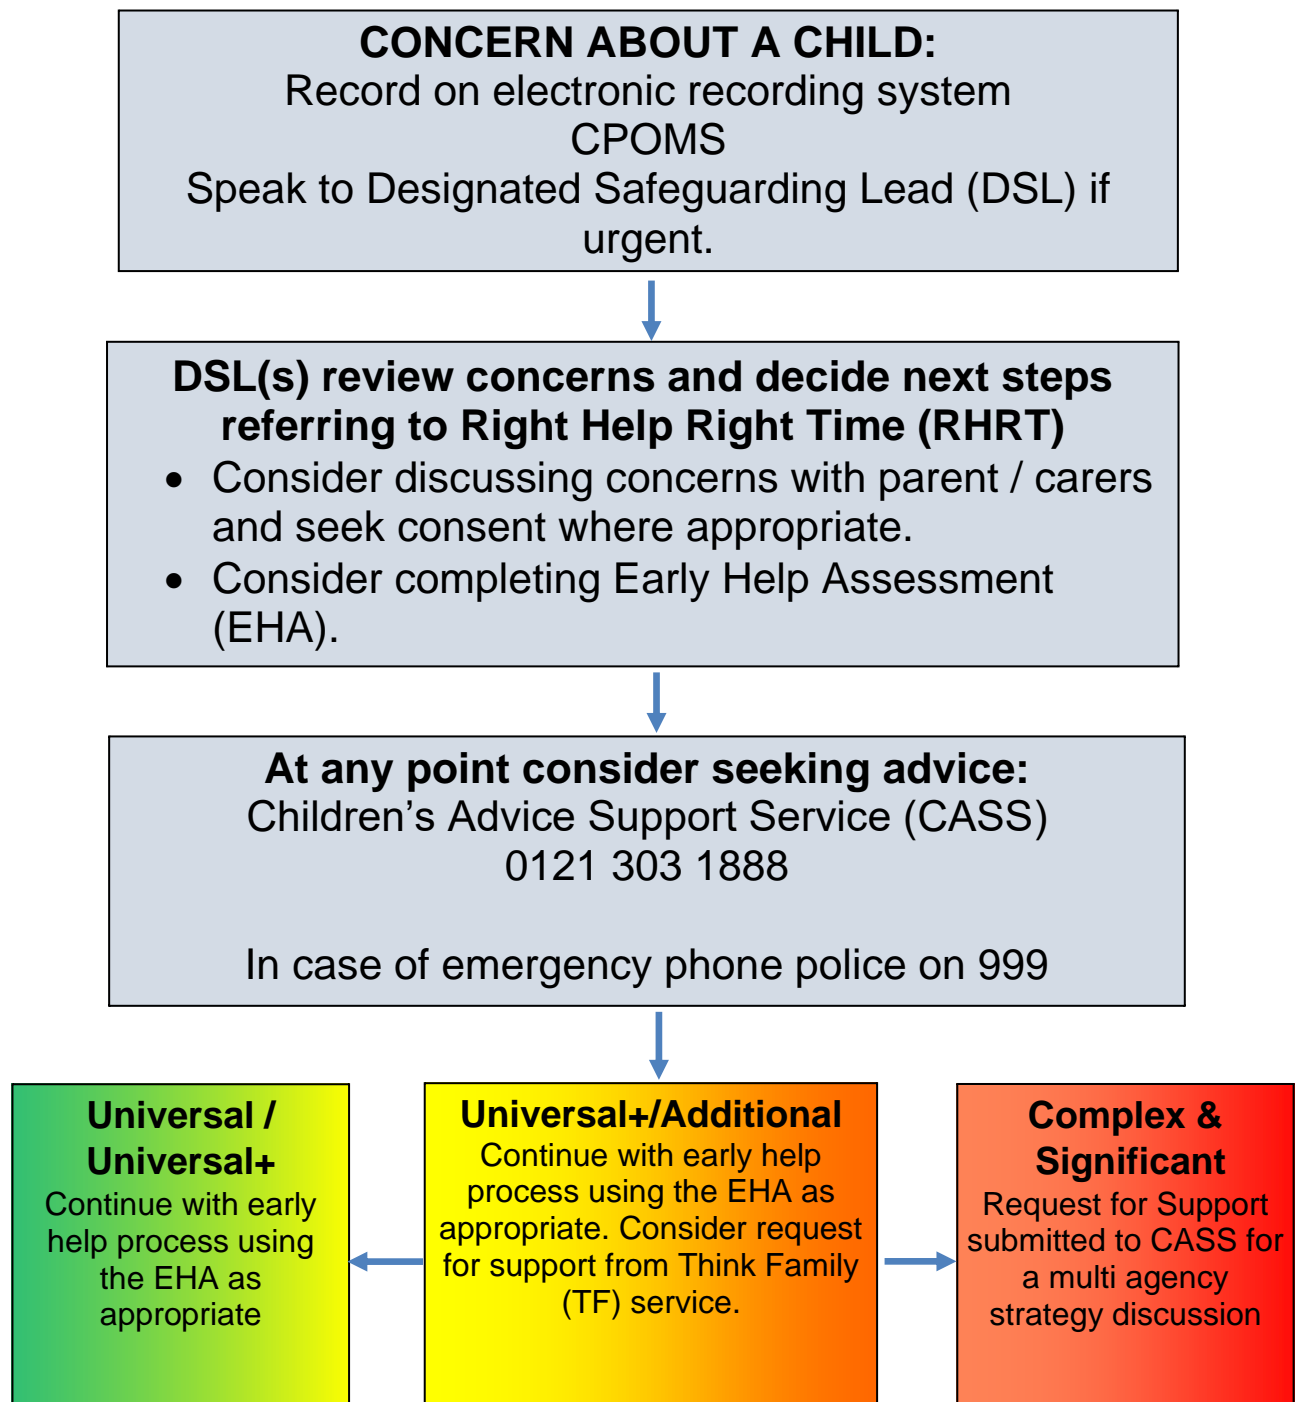 CONCERN ABOUT A CHILD:
Record on electronic recording system
CPOMS
Speak to Designated Safeguarding Lead (DSL) if
urgent.
DSL(s) review concerns and decide next steps
referring to Right Help Right Time (RHRT)
• Consider discussing concerns with parent / carers
and seek consent where appropriate.
• Consider completing Early Help Assessment
(EHA).
At any point consider seeking advice:
Children’s Advice Support Service (CASS)
0121 303 1888
In case of emergency phone police on 999
Universal /
Universal+
Continue with early
help process using
the EHA as
appropriate
Universal+/Additional
Continue with early help
process using the EHA as
appropriate. Consider request
for support from Think Family
(TF) service.
Complex &
Significant
Request for Support
submitted to CASS for
a multi agency
strategy discussion